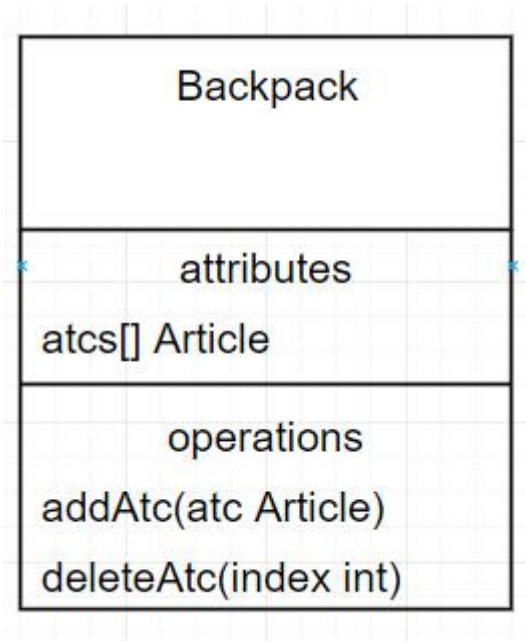 Backpack
attributes
atcs[] Article
operations
addAtc(atc Article)
deleteAtc(index int)